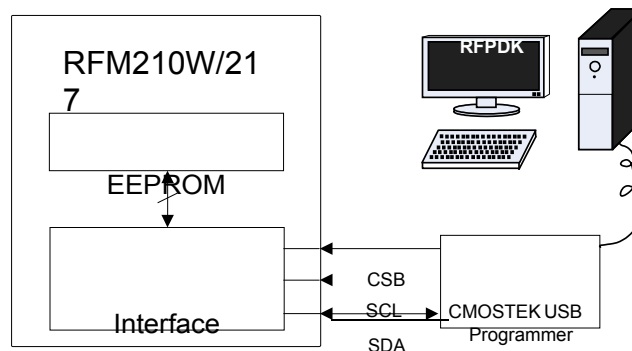 RFM210W/21
7
EEPROM
Interface
RFPDK
CSB
SCL
SDA
CMOSTEK USB
Programmer